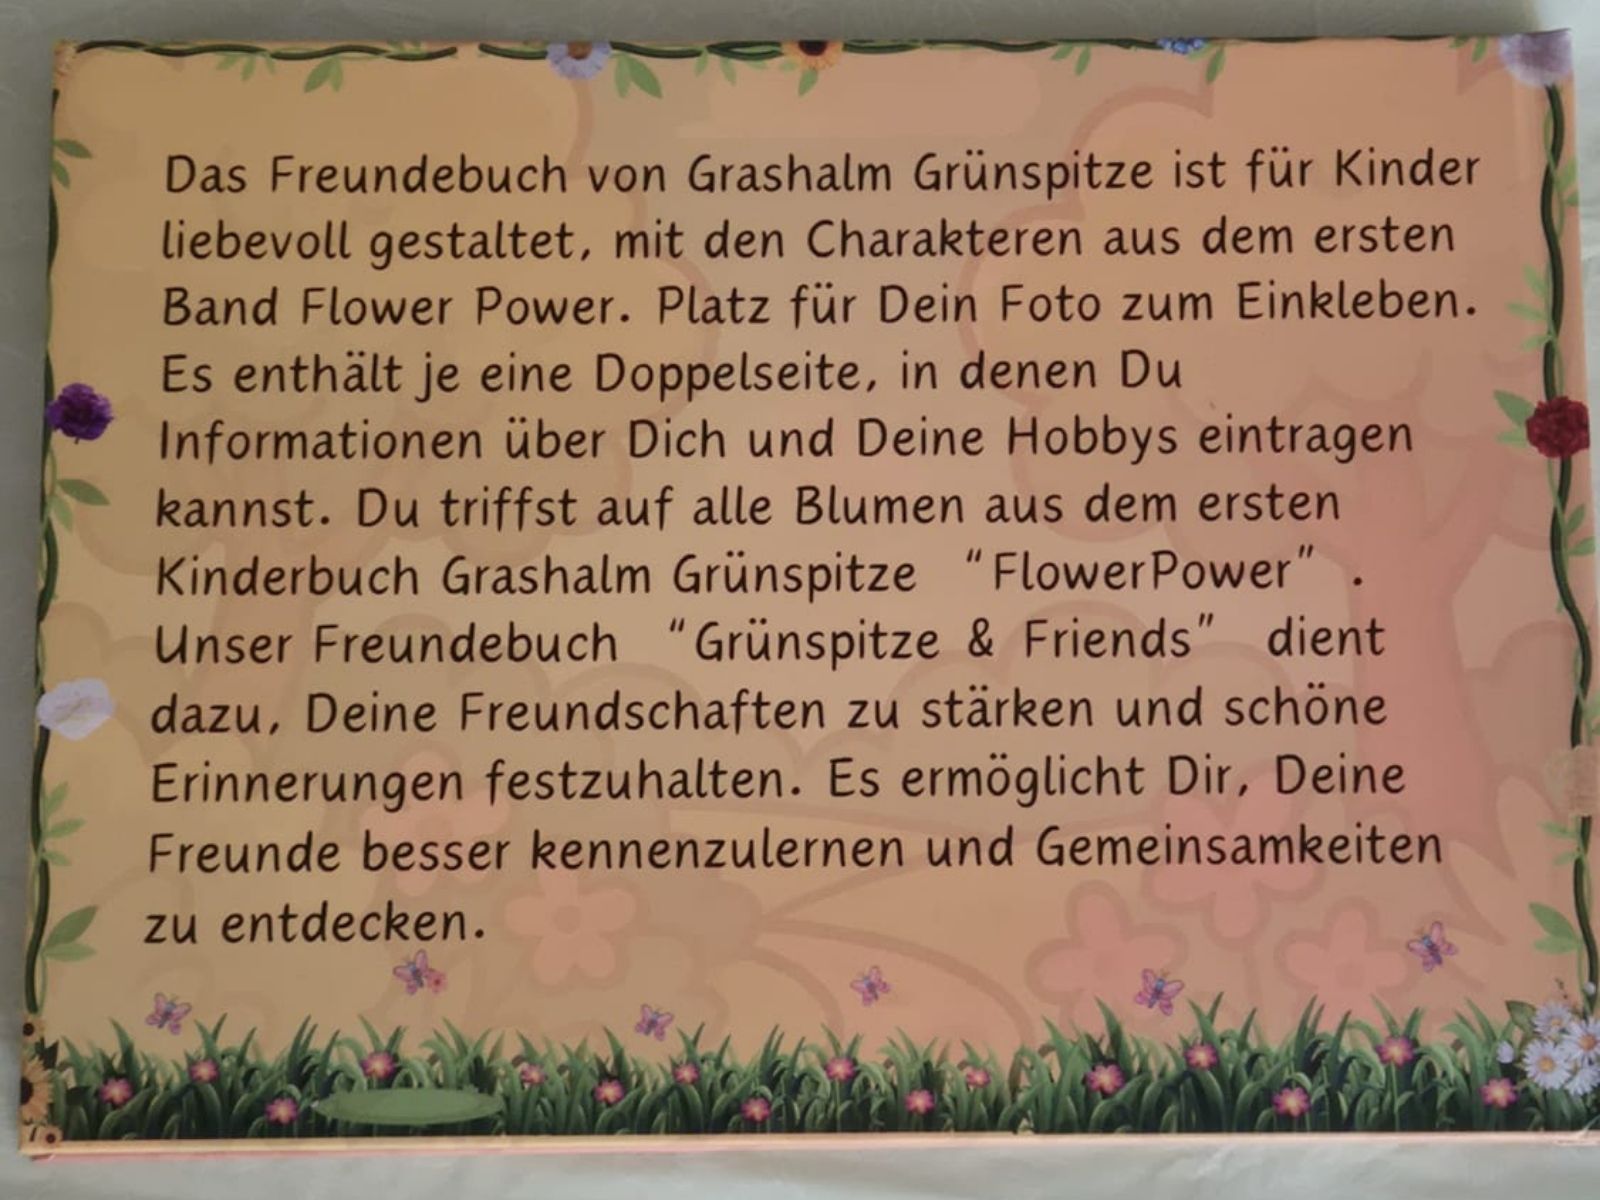 Das Freundebuch von Grashalm Grünspitze ist für Kinder
liebevoll gestaltet, mit den Charakteren aus dem ersten
Band Flower Power. Platz für Dein Foto zum Einkleben.
Es enthält je eine Doppelseite, in denen Du
Informationen über Dich und Deine Hobbys eintragen
kannst. Du triffst auf alle Blumen aus dem ersten
Kinderbuch Grashalm Grünspitze “FlowerPower” .
Unser Freundebuch “Grünspitze & Friends” dient
dazu, Deine Freundschaften zu stärken und schöne
Erinnerungen festzuhalten. Es ermöglicht Dir, Deine
Freunde besser kennenzulernen und Gemeinsamkeiten
zu entdecken.